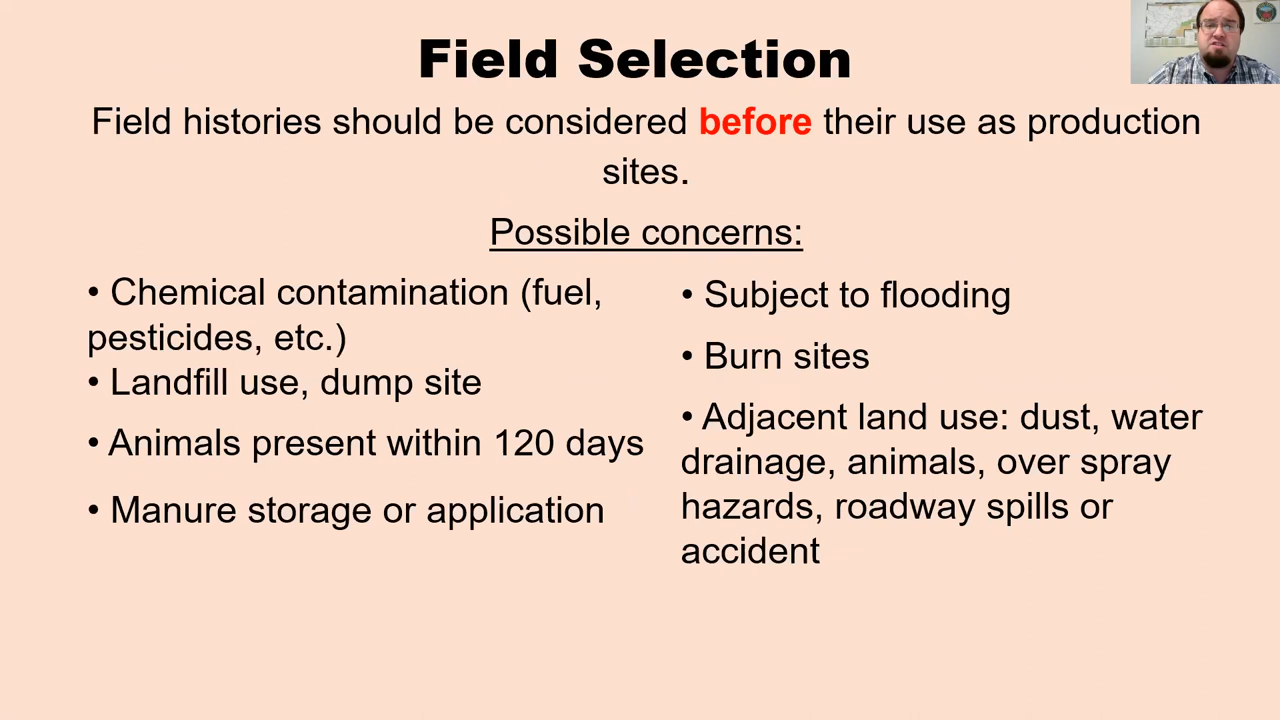 Field Selection
Field histories should be considered before their use as production
sites.
Possible concerns:
• Chemical contamination (fuel,
pesticides, etc.)
• Landfill use, dump site
• Animals present within 120 days
• Manure storage or application
• Subject to flooding
• Burn sites
• Adjacent land use: dust, water
drainage, animals, over spray
hazards, roadway spills or
accident